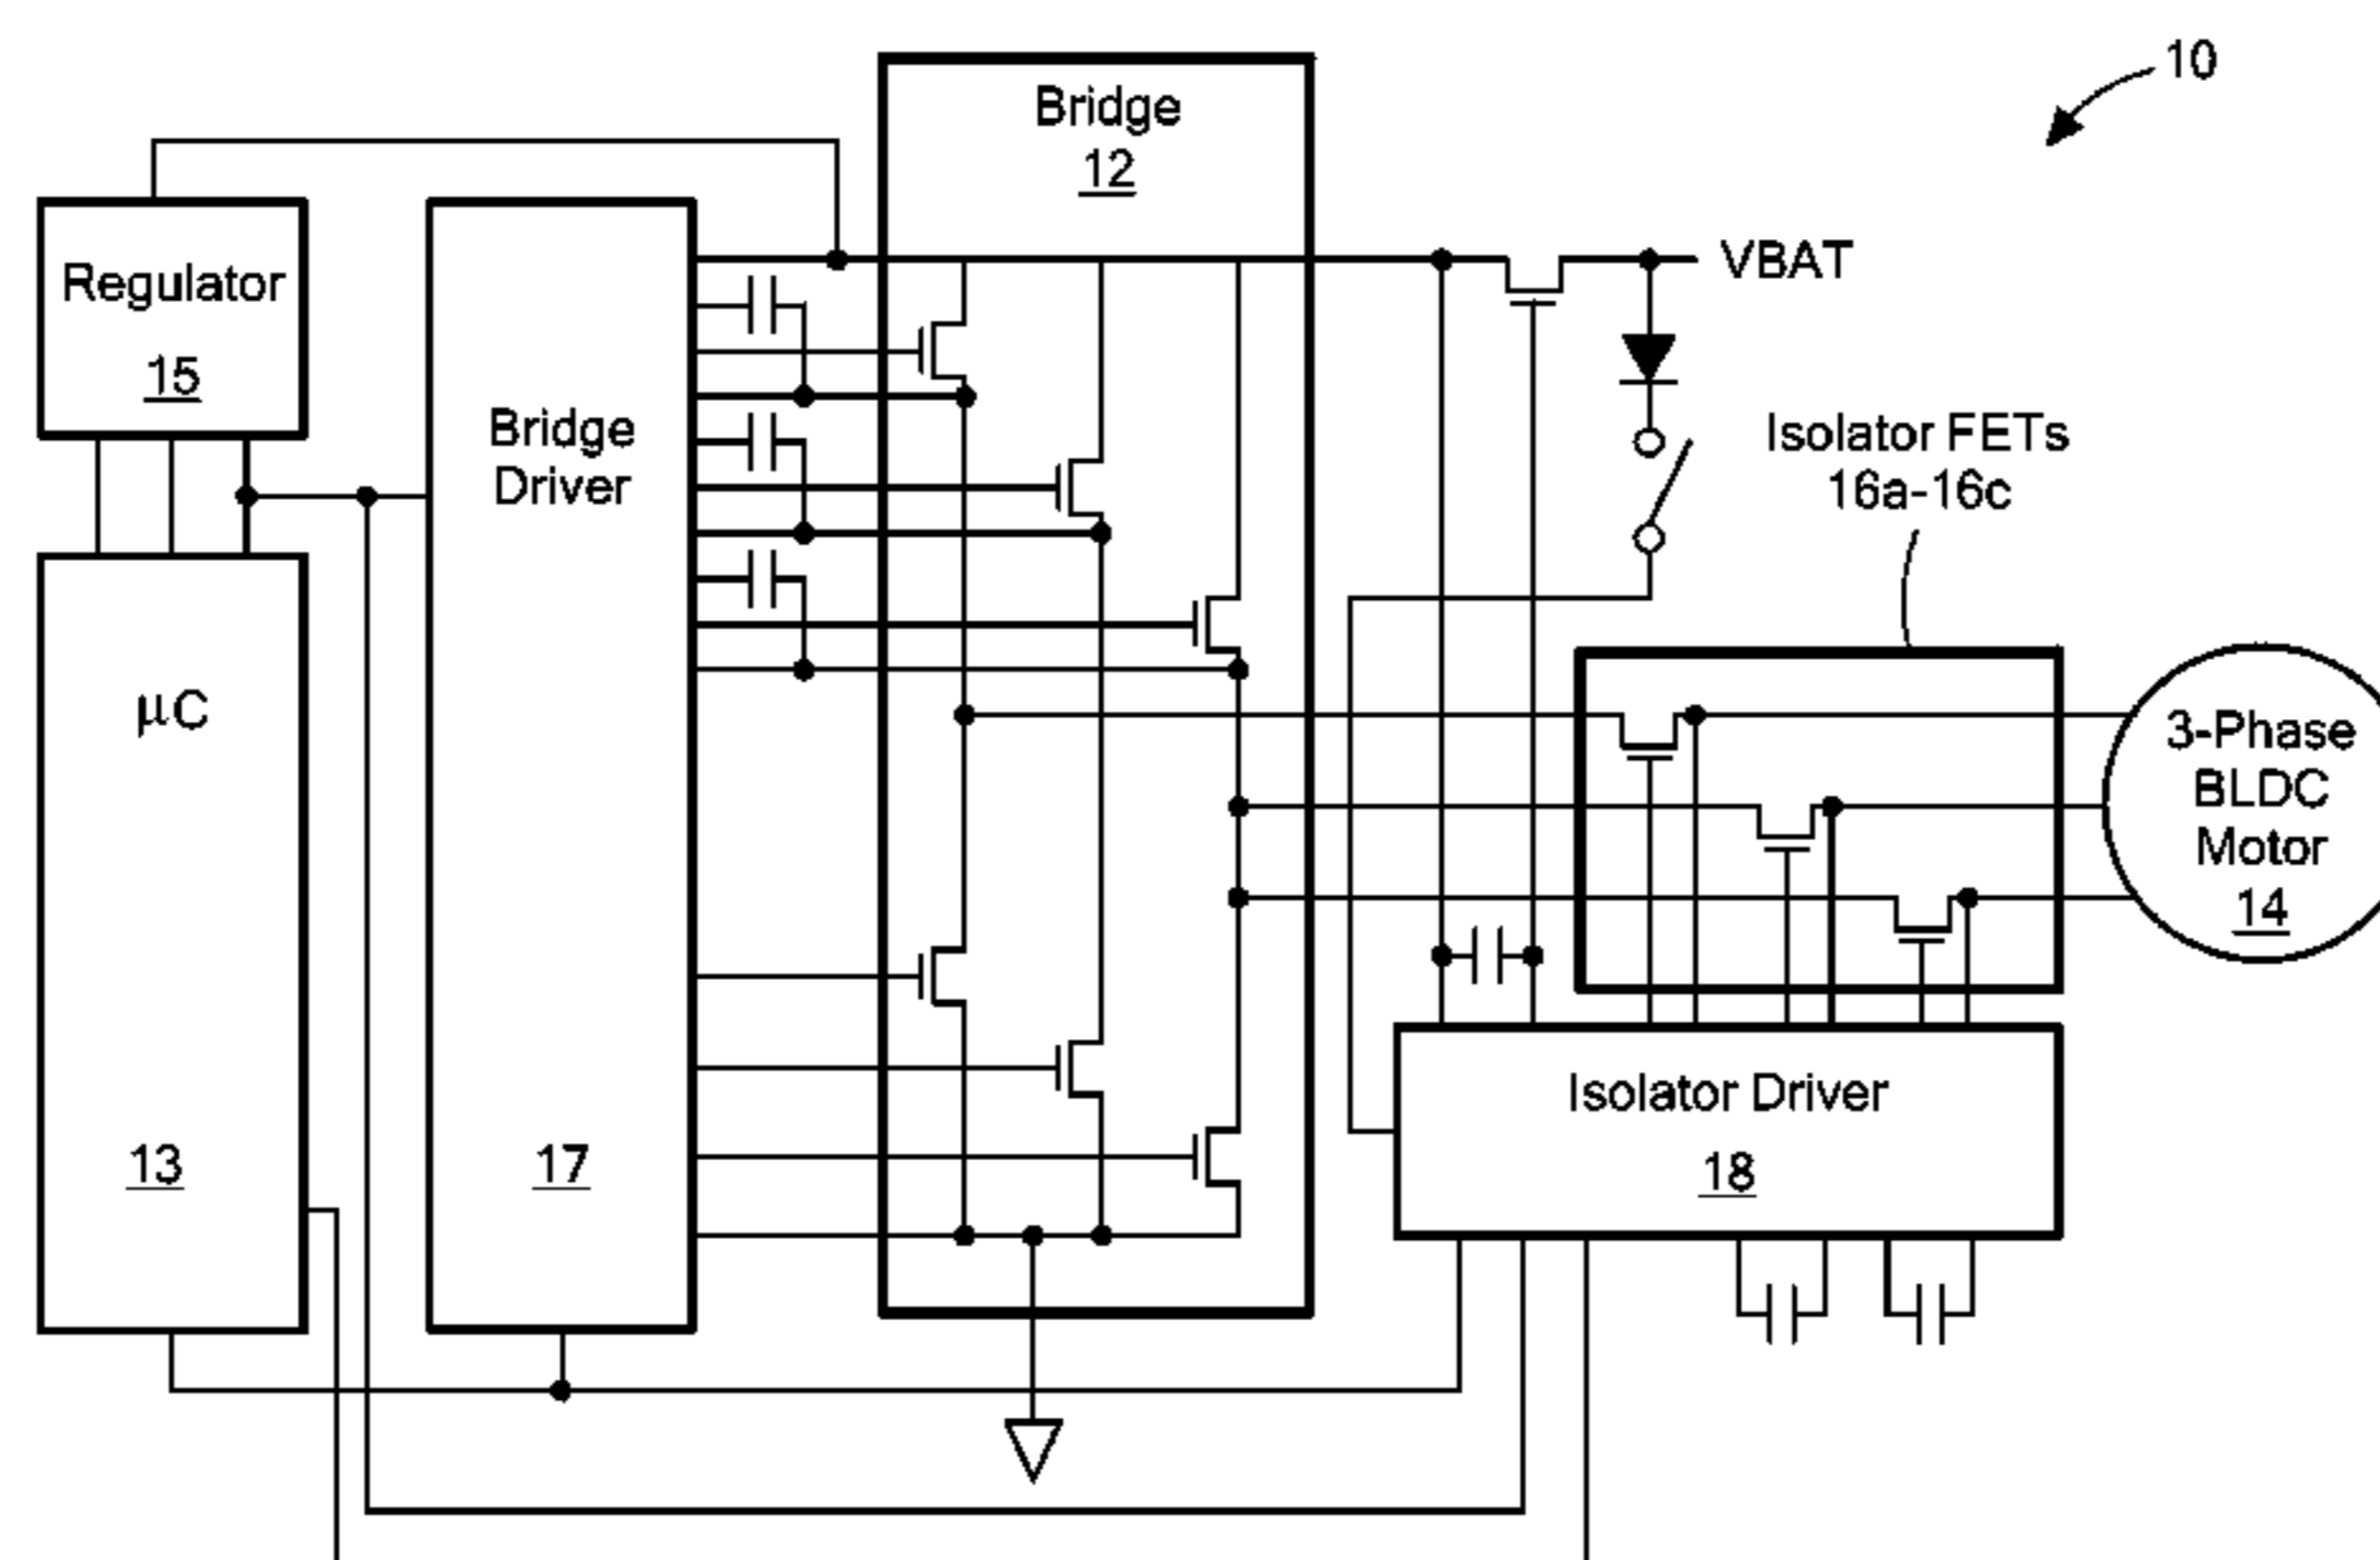 10
Bridge
12
Regulator
15
VBAT
Bridge
Driver
17
Isolator FETs
16a-16c
µC
13
3-Phase
BLDC
Motor
14
Isolator Driver
18